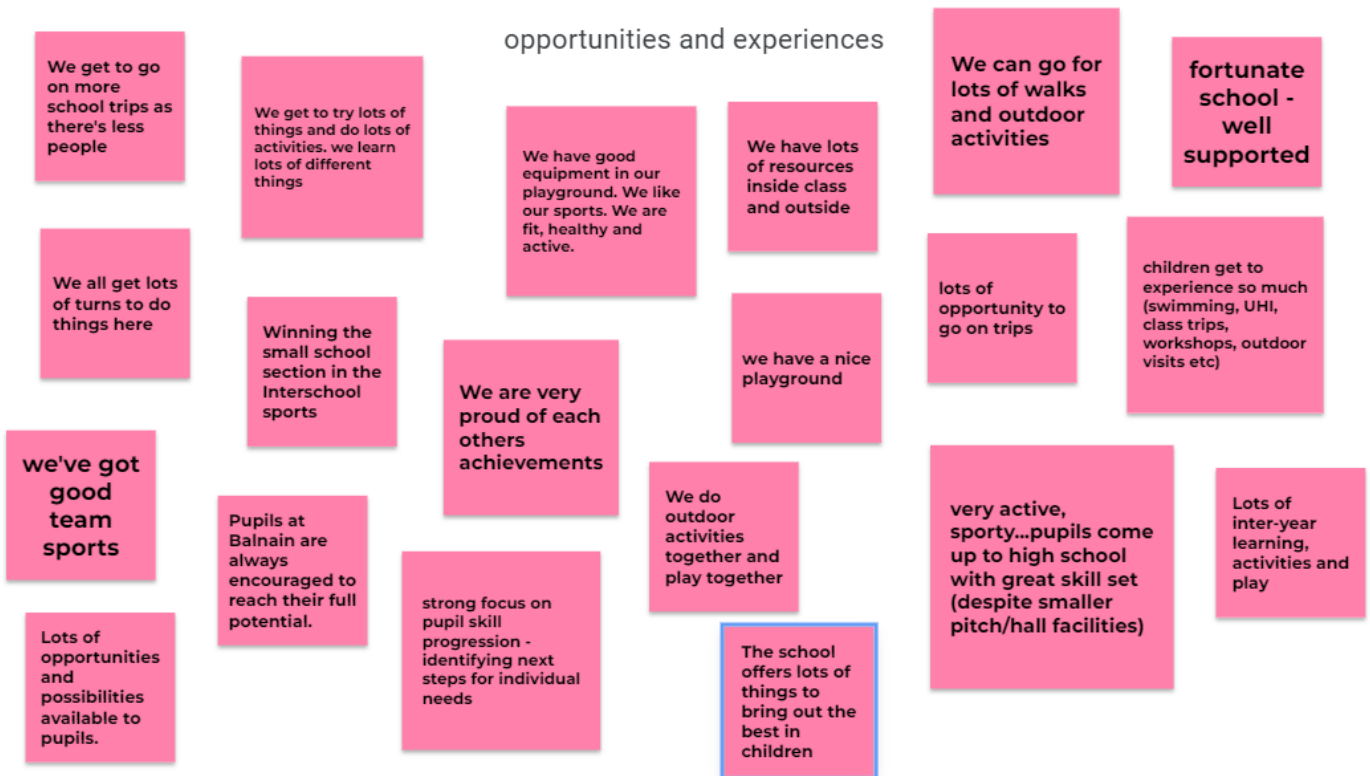 opportunities and experiences
We get to go
on more
school trips as
there's less
people
We get to try lots of
things and do lots of
activities. we learn
lots of different
things
We have good
equipment in our
playground. We like
our sports. We are
fit, healthy and
active.
We have lots
of resources
inside class
and outside
We can go for
lots of walks
and outdoor
activities
fortunate
school -
well
supported
We all get lots
of turns to do
things here
Winning the
small school
section in the
Interschool
sports
We are very
proud of each
others
achievements
we have a nice
playground
lots of
opportunity to
go on trips
children get to
experience so much
(swimming, UHI,
class trips,
workshops, outdoor
visits etc)
we've got
good
team
sports
Pupils at
Balnain are
always
encouraged to
reach their full
potential.
strong focus on
pupil skill
progression -
identifying next
steps for individual
needs
We do
outdoor
activities
together and
play together
very active,
sporty...pupils come
up to high school
with great skill set
(despite smaller
pitch/hall facilities)
Lots of
inter-year
learning,
activities and
play
Lots of
opportunities
and
possibilities
available to
pupils.
The school
offers lots of
things to
bring out the
best in
children